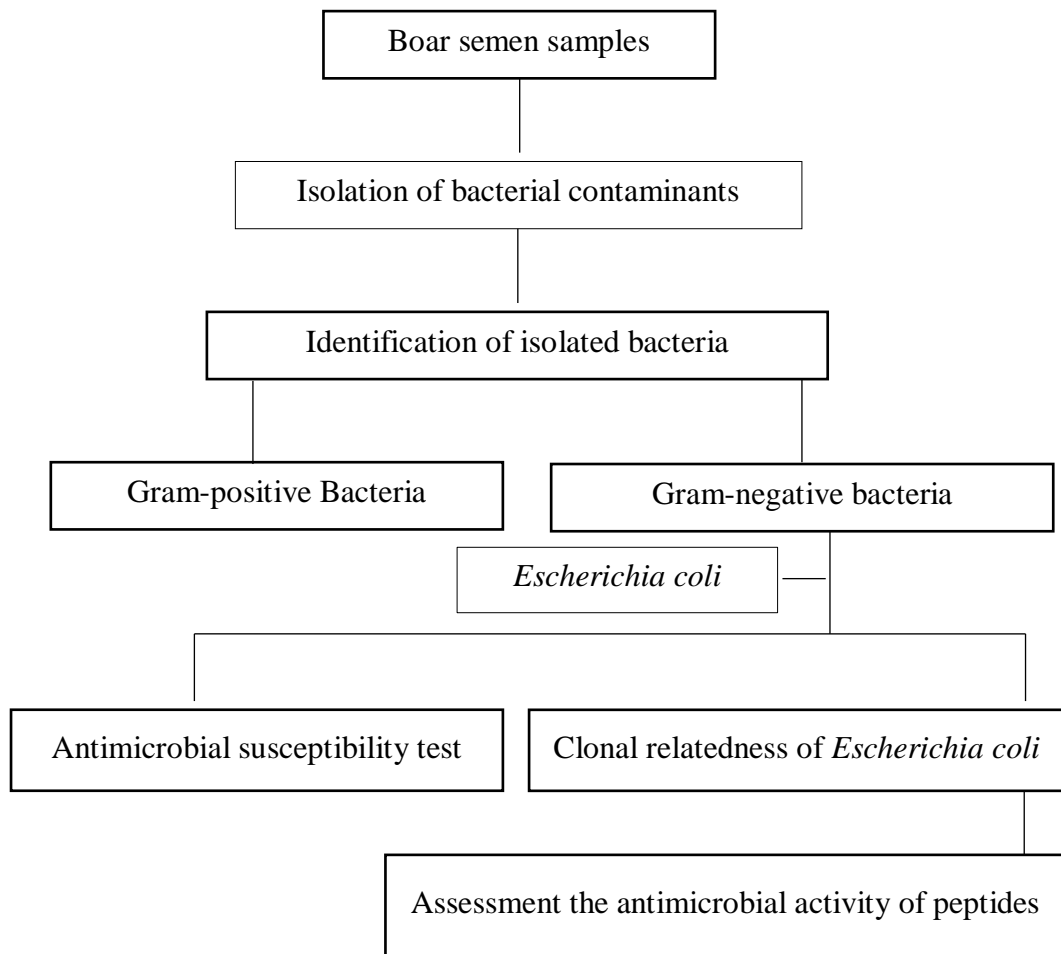 Boar semen samples
Isolation of bacterial contaminants
Identification of isolated bacteria
Gram-positive Bacteria
Gram-negative bacteria
Escherichia coli
Antimicrobial susceptibility test
Clonal relatedness of Escherichia coli
Assessment the antimicrobial activity of peptides